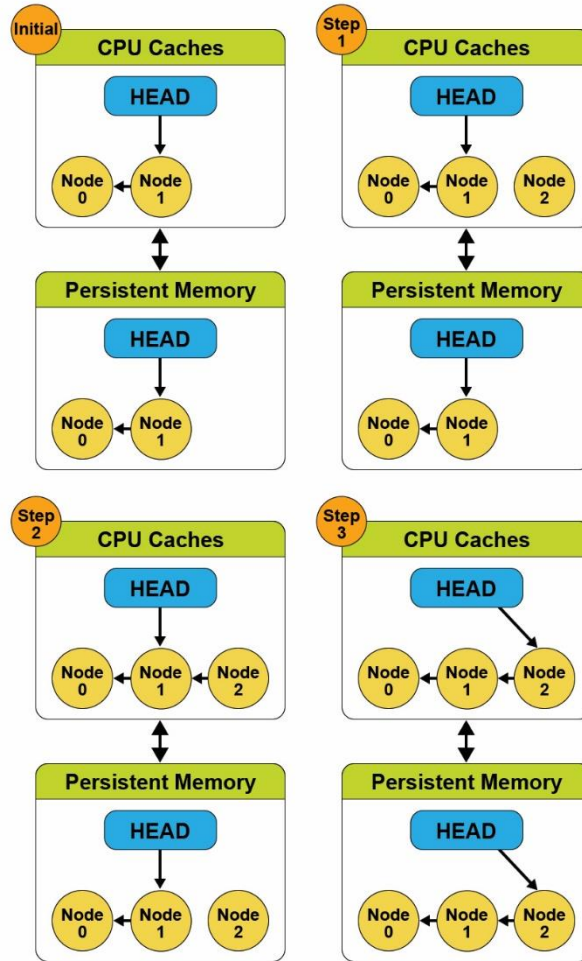 Initial
CPU Caches
HEAD
Node
0
Node
1
Persistent Memory
HEAD
Node
0
Node
1
Step
1
CPU Caches
HEAD
Node
0
Node
1
Node
2
Persistent Memory
HEAD
Node
0
Node
1
Step
2
CPU Caches
HEAD
Node
0
Node
1
Node
2
Persistent Memory
HEAD
Node
0
Node
1
Node
2
Step
3
CPU Caches
HEAD
Node
0
Node
1
Node
2
Persistent Memory
HEAD
Node
0
Node
1
Node
2